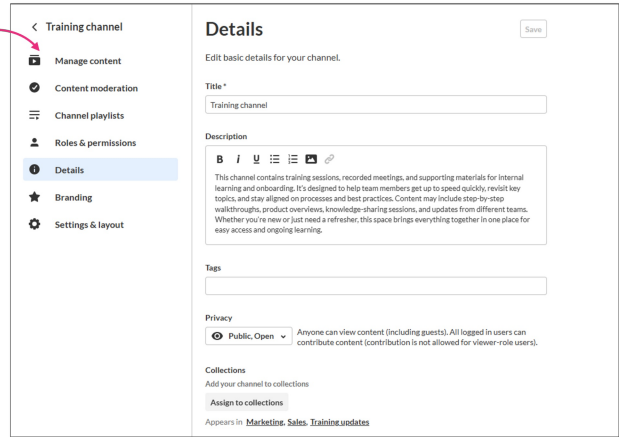 Training channel
Manage content
Content moderation
Channel playlists
Roles & permissions
Details
Branding
Settings & layout
Details
Save
Edit basic details for your channel.
Title *
Training channel
Description
B i U
This channel contains training sessions, recorded meetings, and supporting materials for internal
learning and onboarding. It's designed to help team members get up to speed quickly, revisit key
topics, and stay aligned on processes and best practices. Content may include step-by-step
walkthroughs, product overviews, knowledge-sharing sessions, and updates from different teams.
Whether you're new or just need a refresher, this space brings everything together in one place for
easy access and ongoing learning.
Tags
Privacy
Public, Open
Anyone can view content (including guests). All logged in users can
contribute content (contribution is not allowed for viewer-role users).
Collections
Add your channel to collections
Assign to collections
Appears in Marketing, Sales, Training updates